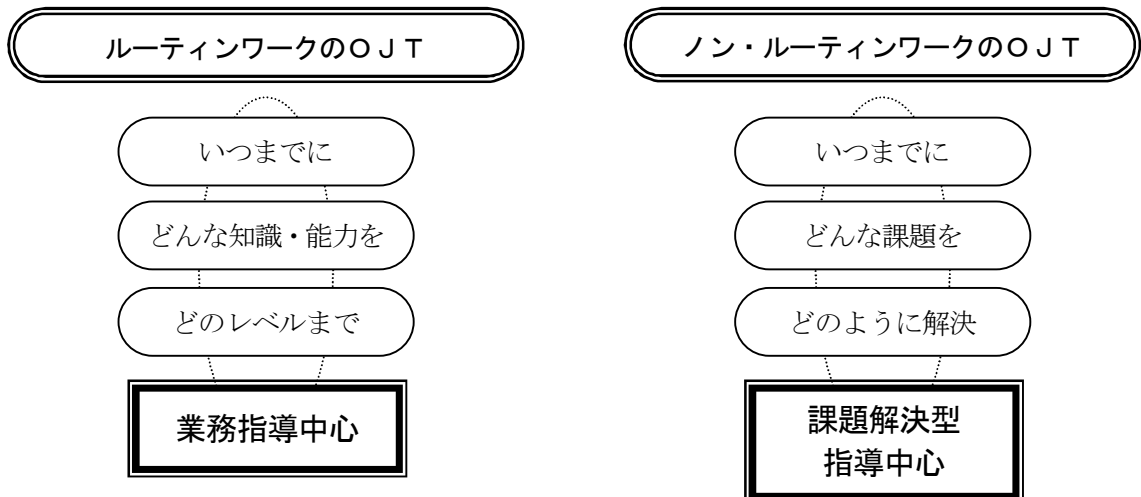 ルーティンワークのＯＪＴ
いつまでに
どんな知識・能力を
どのレベルまで
業務指導中心
ノン・ルーティンワークのＯＪＴ
いつまでに
どんな課題を
どのように解決
課題解決型
指導中心